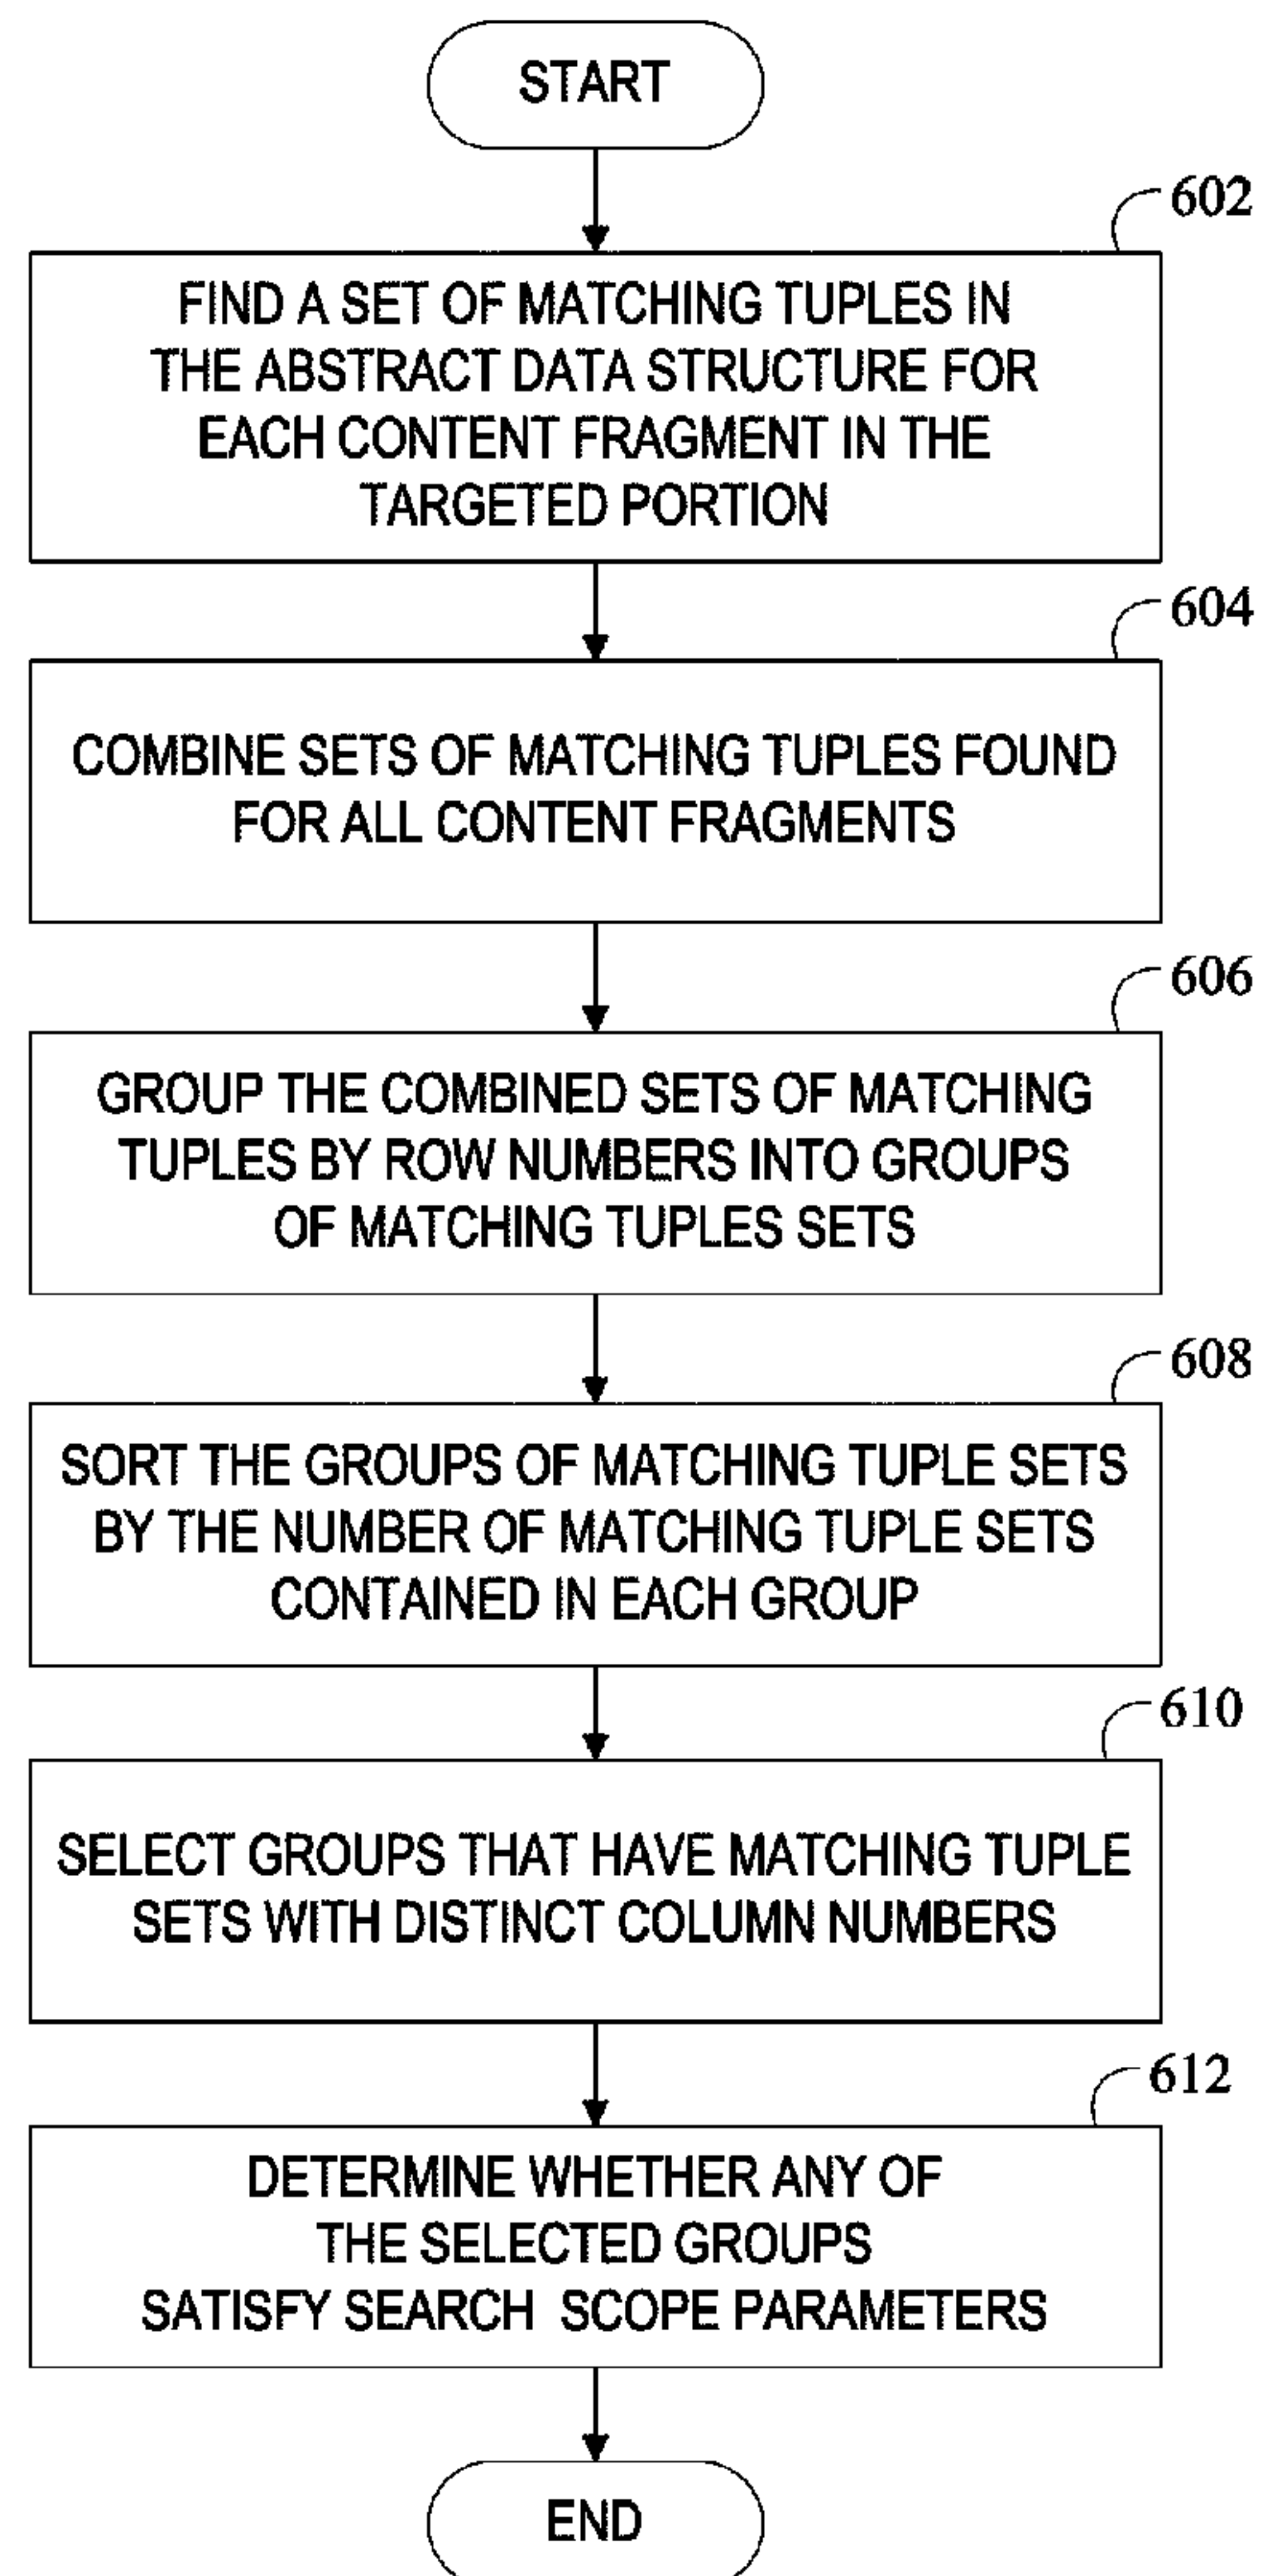 START
602
FIND A SET OF MATCHING TUPLES IN
THE ABSTRACT DATA STRUCTURE FOR
EACH CONTENT FRAGMENT IN THE
TARGETED PORTION
604
COMBINE SETS OF MATCHING TUPLES FOUND
FOR ALL CONTENT FRAGMENTS
606
GROUP THE COMBINED SETS OF MATCHING
TUPLES BY ROW NUMBERS INTO GROUPS
OF MATCHING TUPLES SETS
608
SORT THE GROUPS OF MATCHING TUPLE SETS
BY THE NUMBER OF MATCHING TUPLE SETS
CONTAINED IN EACH GROUP
610
SELECT GROUPS THAT HAVE MATCHING TUPLE
SETS WITH DISTINCT COLUMN NUMBERS
612
DETERMINE WHETHER ANY OF
THE SELECTED GROUPS
SATISFY SEARCH SCOPE PARAMETERS
END